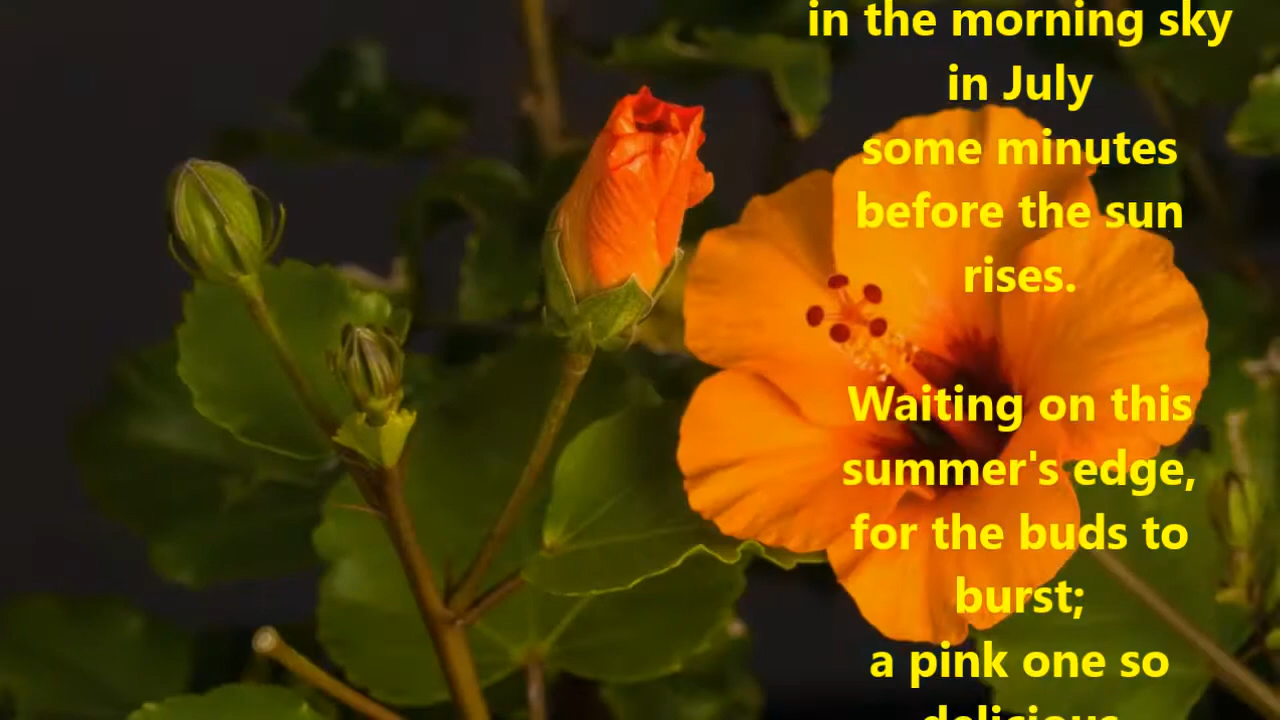 in the morning sky
in July
some minutes
before the sun
rises.
Waiting on this
summer's edge,
for the buds to
burst;
a pink one so
delicious